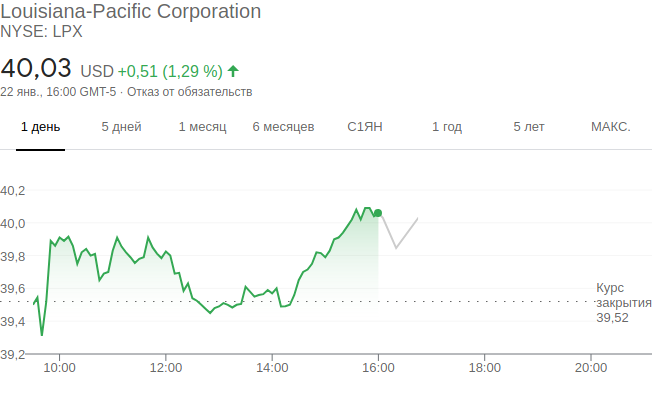 Louisiana-Pacific Corporation
NYSE: LPX
40,03 USD +0,51 (1,29 %)
22 янв., 16:00 GMT-5 · Отказ от обязательств
1 день 5 дней 1 месяц 6 месяцев С1ЯН 1 год 5 лет МАКС.
40,2
40,0
39,8
39,6
39,4
39,2
Курс
закрытия
39,52
10:00 12:00 14:00 16:00 18:00 20:00